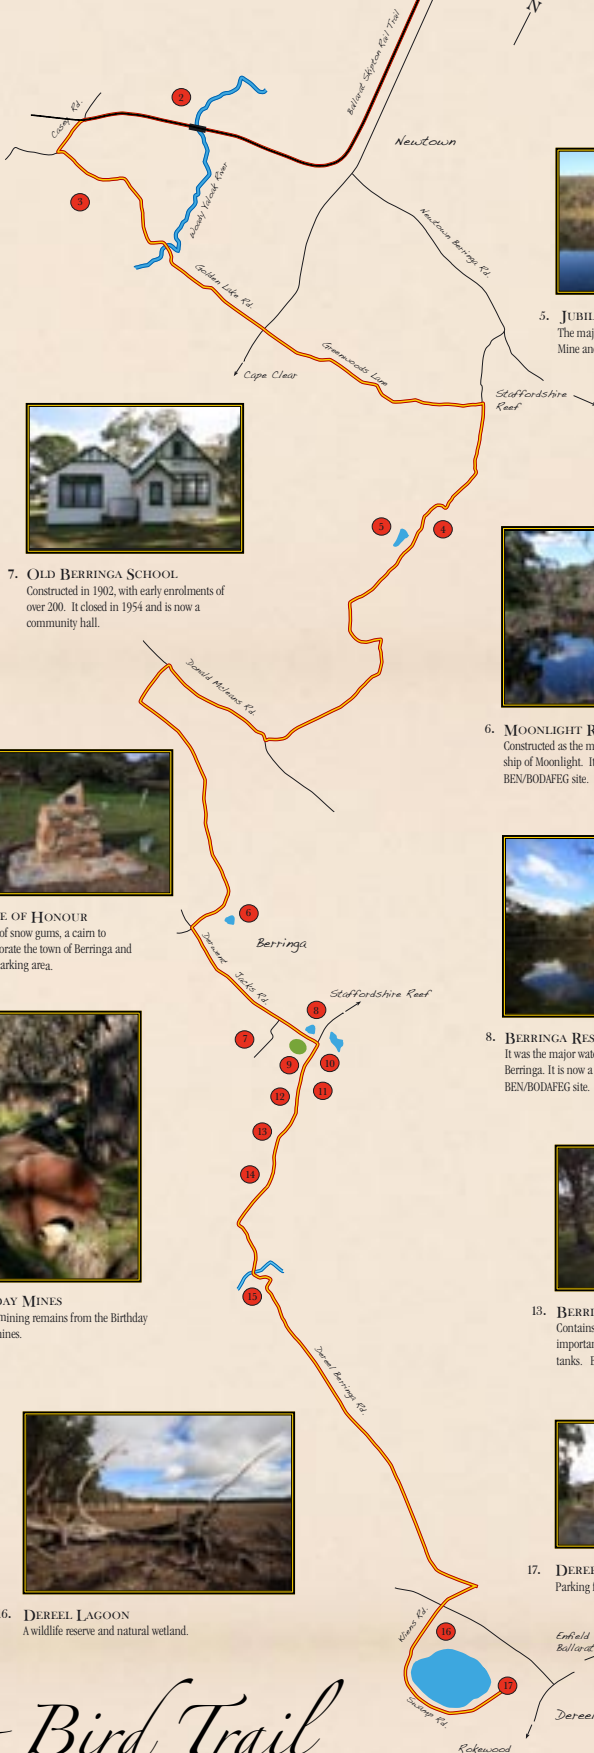 N
Ballarat Skipton Rail Trail
2
Casey Rd.
Newtown
Woady Yaloak River
3
Newtown Berringa Rd.
Golden Lake Rd.
5. Jubil
The maj
Mine and
Greenwoods Lane
Cape Clear
Staffordshire
Reef
5
4
7. Old Berringa School
Constructed in 1902, with early enrolments of
over 200. It closed in 1954 and is now a
community hall.
Donald McLeans Rd.
6. Moonlight R
Constructed as the m
ship of Moonlight. It
BEN/BODAFEG site.
e of Honour
of snow gums, a cairn to
orate the town of Berringa and
arking area.
6
Berringa
Derwent Jacks Rd.
Staffordshire Reef
8
7
9
10
8. Berringa Res
It was the major wate
Berringa. It is now a
BEN/BODAFEG site.
12
11
13
14
15
day Mines
mining remains from the Birthday
ines.
13. Berri
Contains
importan
tanks.
Dereel Berringa Rd.
17. Deree
Parking
16. Dereel Lagoon
A wildlife reserve and natural wetland.
Kliens Rd.
16
Enfield
Ballarat
17
Swamp Rd.
Dereel
Rokewood
- Bird Trail